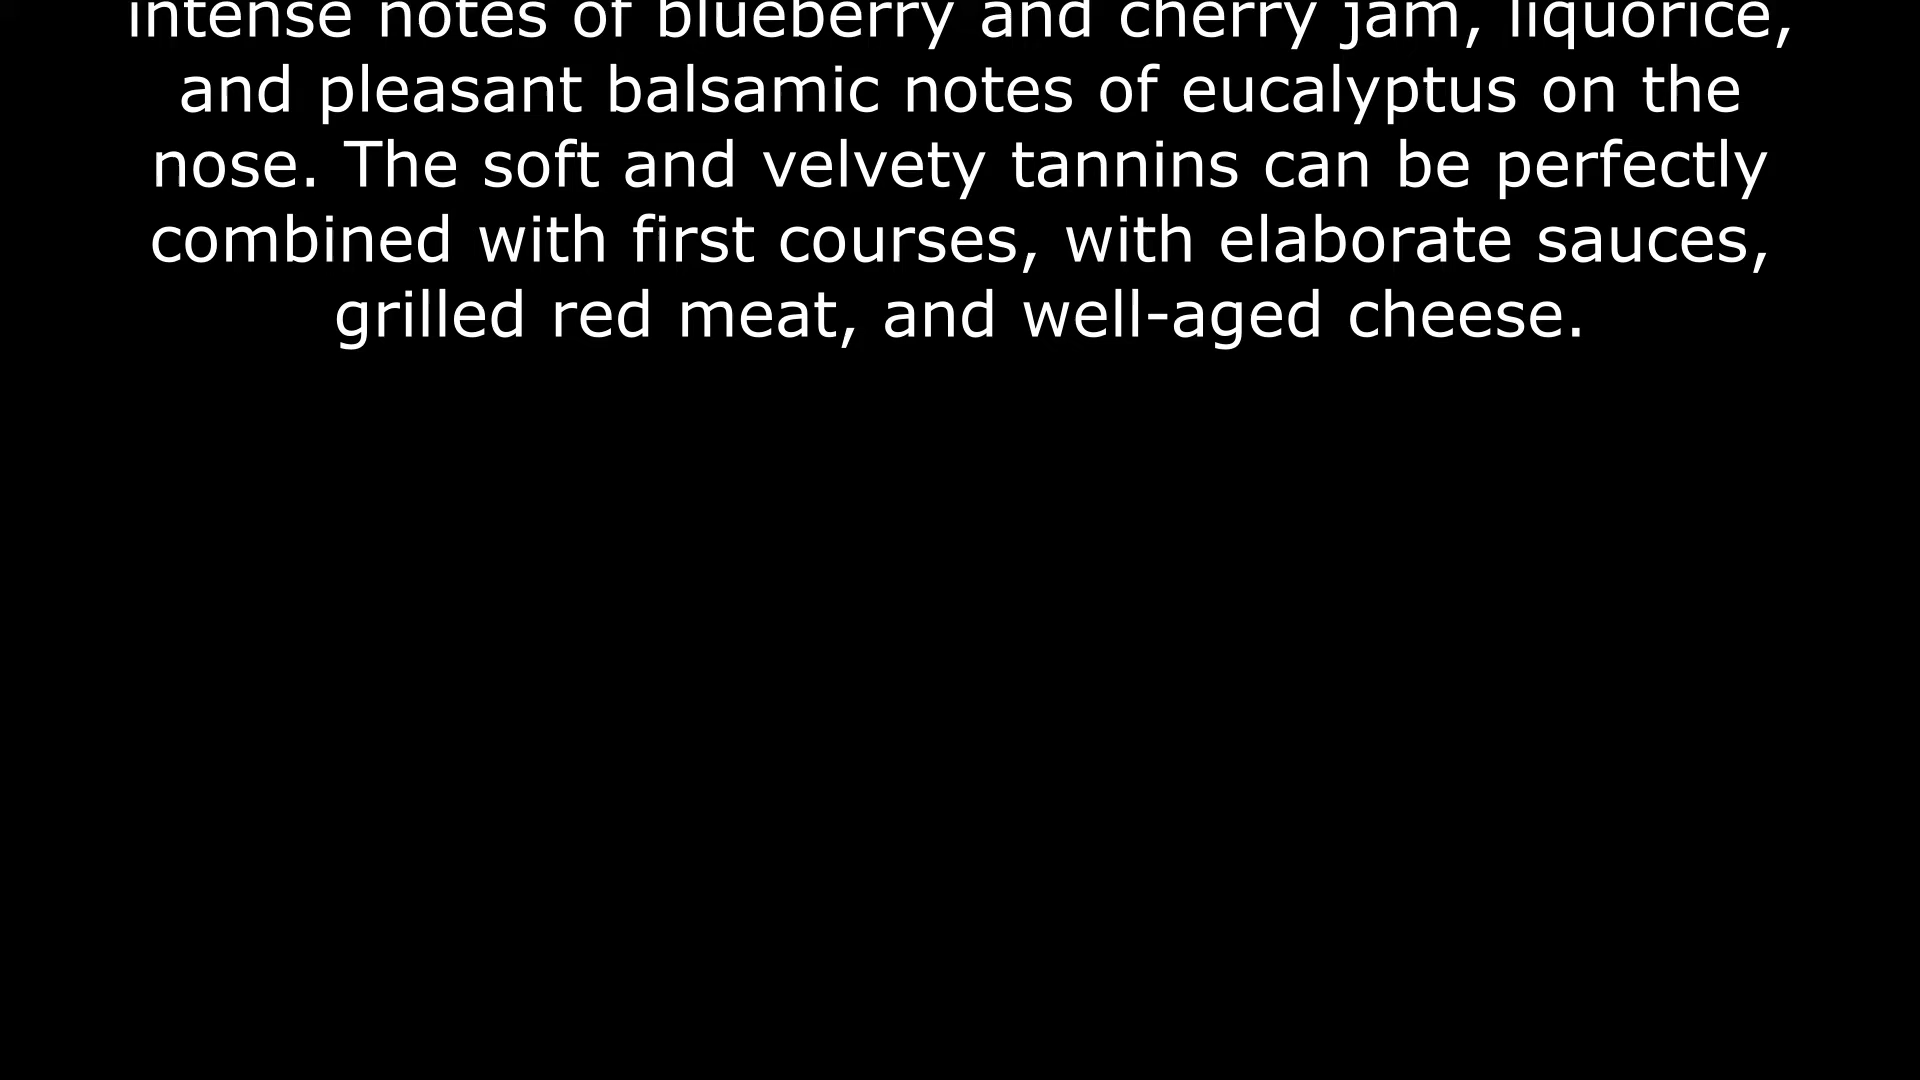 intense notes of blueberry and cherry jam, liquorice,
and pleasant balsamic notes of eucalyptus on the
nose. The soft and velvety tannins can be perfectly
combined with first courses, with elaborate sauces,
grilled red meat, and well-aged cheese.